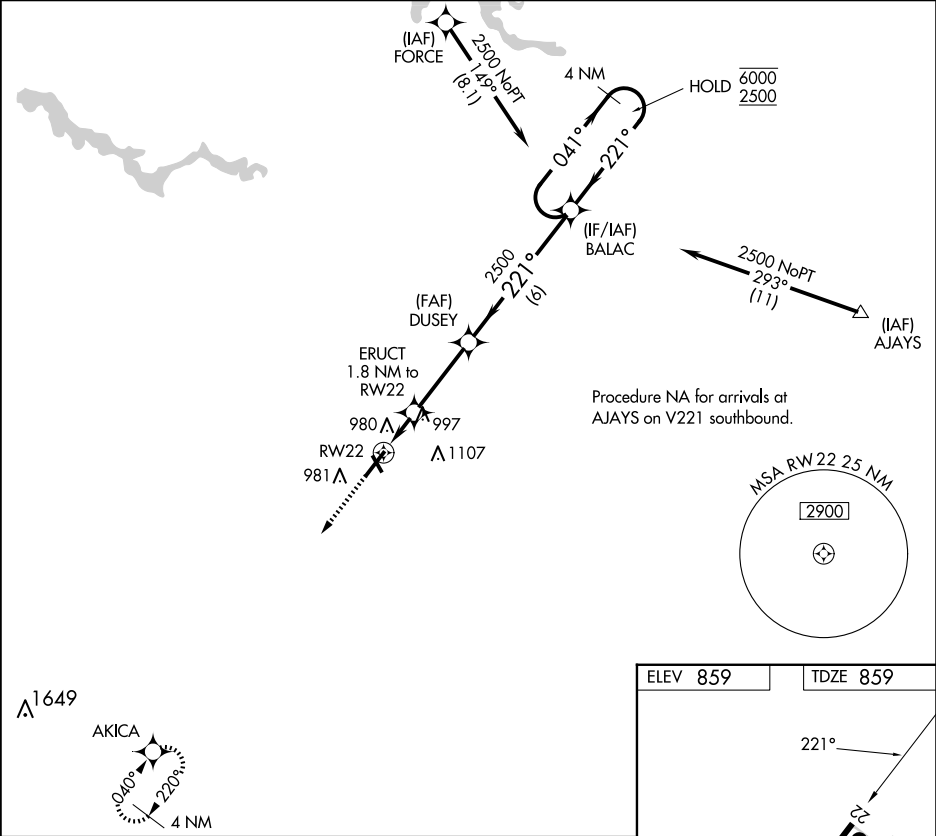 (IAF)
FORCE
2500 NoPT
149°
(8.1)
4 NM
HOLD 6000
2500
041°
221°
(IF/IAF)
BALAC
2500
221°
(6)
2500 NoPT
293°
(11)
(IAF)
AJAYS
(FAF)
DUSEY
ERUCT
1.8 NM to
RW22
Procedure NA for arrivals at
AJAYS on V221 southbound.
980
997
RW22
1107
981
MSA RW22 25 NM
2900
1649
AKICA
040°
220°
4 NM
ELEV 859
TDZE 859
221°
22